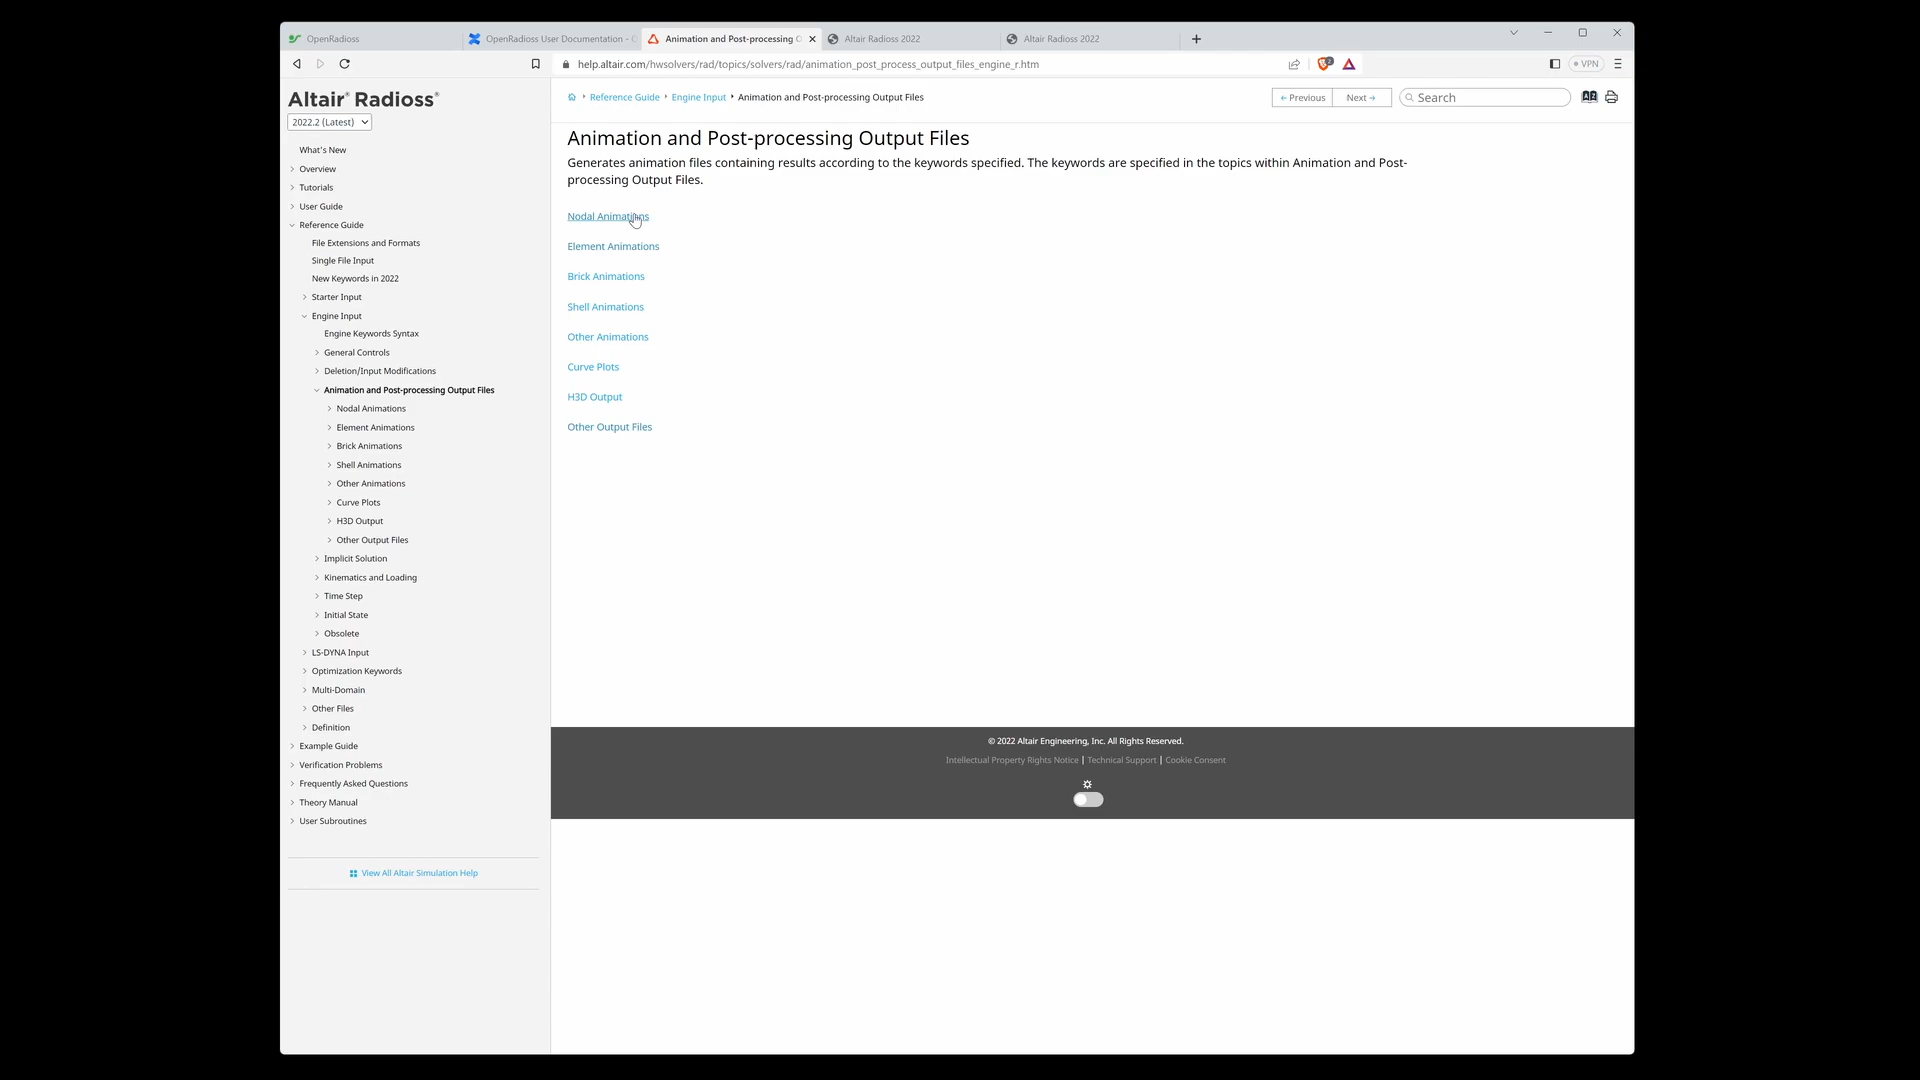 OpenRadioss
OpenRadioss User Documentation - O
Animation and Post-processing O
Altair Radioss 2022
Altair Radioss 2022
help.altair.com/hwsolvers/rad/topics/solvers/rad/animation_post_process_output_files_engine_r.htm
VPN
Altair® Radioss®
2022.2 (Latest)
What's New
Overview
Tutorials
User Guide
Reference Guide
File Extensions and Formats
Single File Input
New Keywords in 2022
Starter Input
Engine Input
Engine Keywords Syntax
General Controls
Deletion/Input Modifications
Animation and Post-processing Output Files
Nodal Animations
Element Animations
Brick Animations
Shell Animations
Other Animations
Curve Plots
H3D Output
Other Output Files
Implicit Solution
Kinematics and Loading
Time Step
Initial State
Obsolete
LS-DYNA Input
Optimization Keywords
Multi-Domain
Other Files
Definition
Example Guide
Verification Problems
Frequently Asked Questions
Theory Manual
User Subroutines
View All Altair Simulation Help
Reference Guide Engine Input Animation and Post-processing Output Files
← Previous Next →
Search
Animation and Post-processing Output Files
Generates animation files containing results according to the keywords specified. The keywords are specified in the topics within Animation and Post-
processing Output Files.
Nodal Animations
Element Animations
Brick Animations
Shell Animations
Other Animations
Curve Plots
H3D Output
Other Output Files
© 2022 Altair Engineering, Inc. All Rights Reserved.
Intellectual Property Rights Notice | Technical Support | Cookie Consent